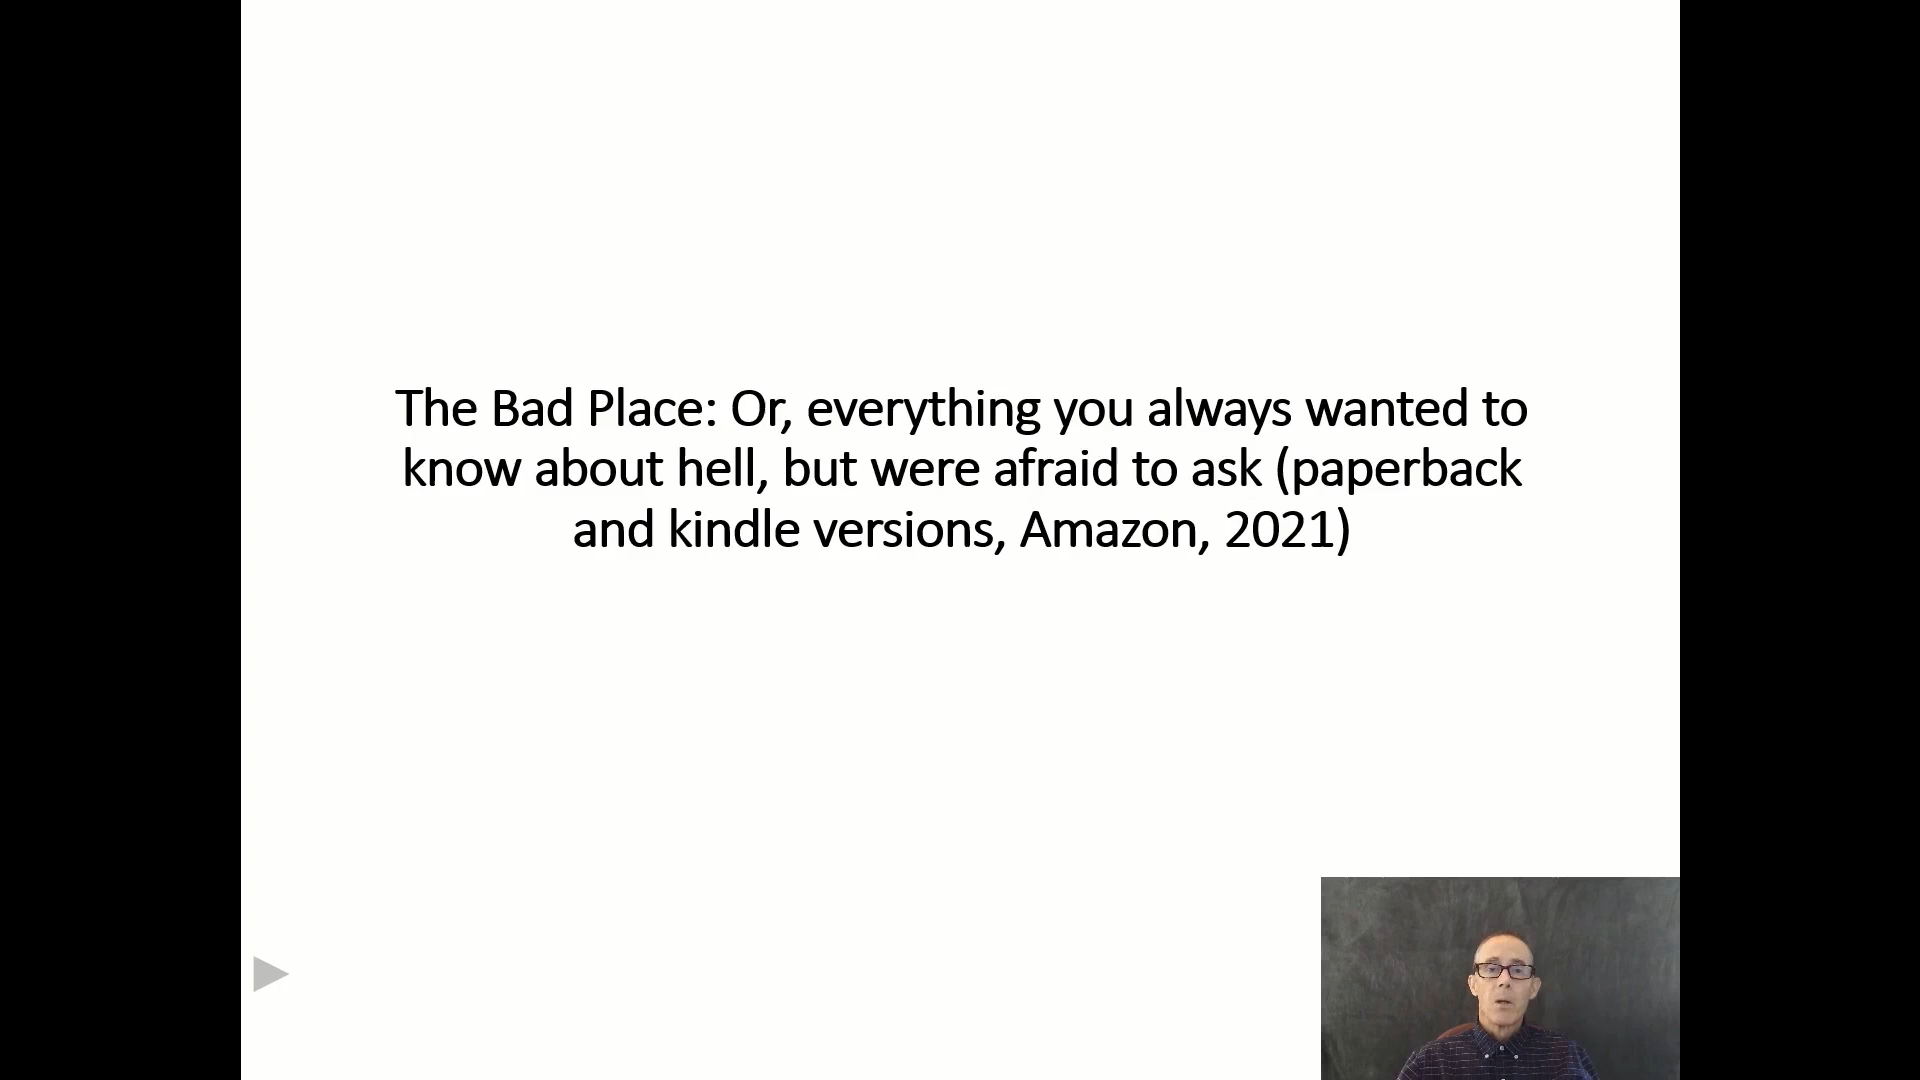 The Bad Place: Or, everything you always wanted to
know about hell, but were afraid to ask (paperback
and kindle versions, Amazon, 2021)